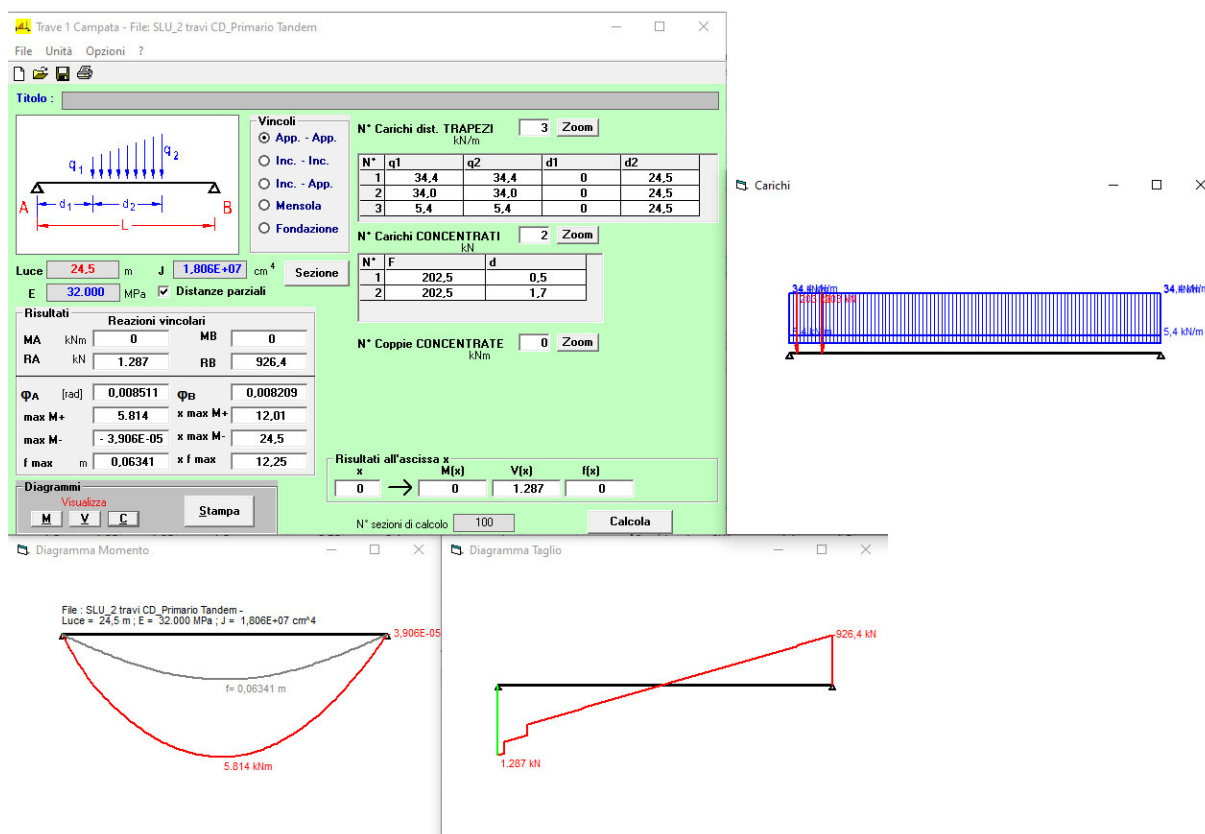 Trave 1 Campata - File: SLU_2 travi CD_Primario Tandem
File Unità Opzioni ?
Titolo :
q1 q2
A d1 d2 B
L
Vincoli
App. - App.
Inc. - Inc.
Inc. - App.
Mensola
Fondazione
N° Carichi dist. TRAPEZI 3 Zoom
kN/m
N° q1 q2 d1 d2
1 34,4 34,4 0 24,5
2 34,0 34,0 0 24,5
3 5,4 5,4 0 24,5
N° Carichi CONCENTRATI 2 Zoom
kN
N° F d
1 202,5 0,5
2 202,5 1,7
N° Coppie CONCENTRATE 0 Zoom
kNm
Luce 24,5 m J 1,806E+07 cm 4 Sezione
E 32.000 MPa Distanze parziali
Risultati
Reazioni vincolari
MA kNm 0 MB 0
RA kN 1.287 RB 926,4
φA [rad] 0,008511 φB 0,008209
max M+ 5.814 x max M+ 12,01
max M- - 3,906E-05 x max M- 24,5
f max m 0,06341 x f max 12,25
Risultati all'ascissa x
x M(x) V(x) f(x)
0 0 1.287 0
Diagrammi
Visualizza
M V C Stampa
N° sezioni di calcolo 100 Calcola
Carichi
5,4 kN/m
Diagramma Momento
File : SLU_2 travi CD_Primario Tandem -
Luce = 24,5 m ; E = 32.000 MPa ; J = 1,806E+07 cm^4
3,906E-05
f= 0,06341 m
5.814 kNm
Diagramma Taglio
926,4 kN
1.287 kN